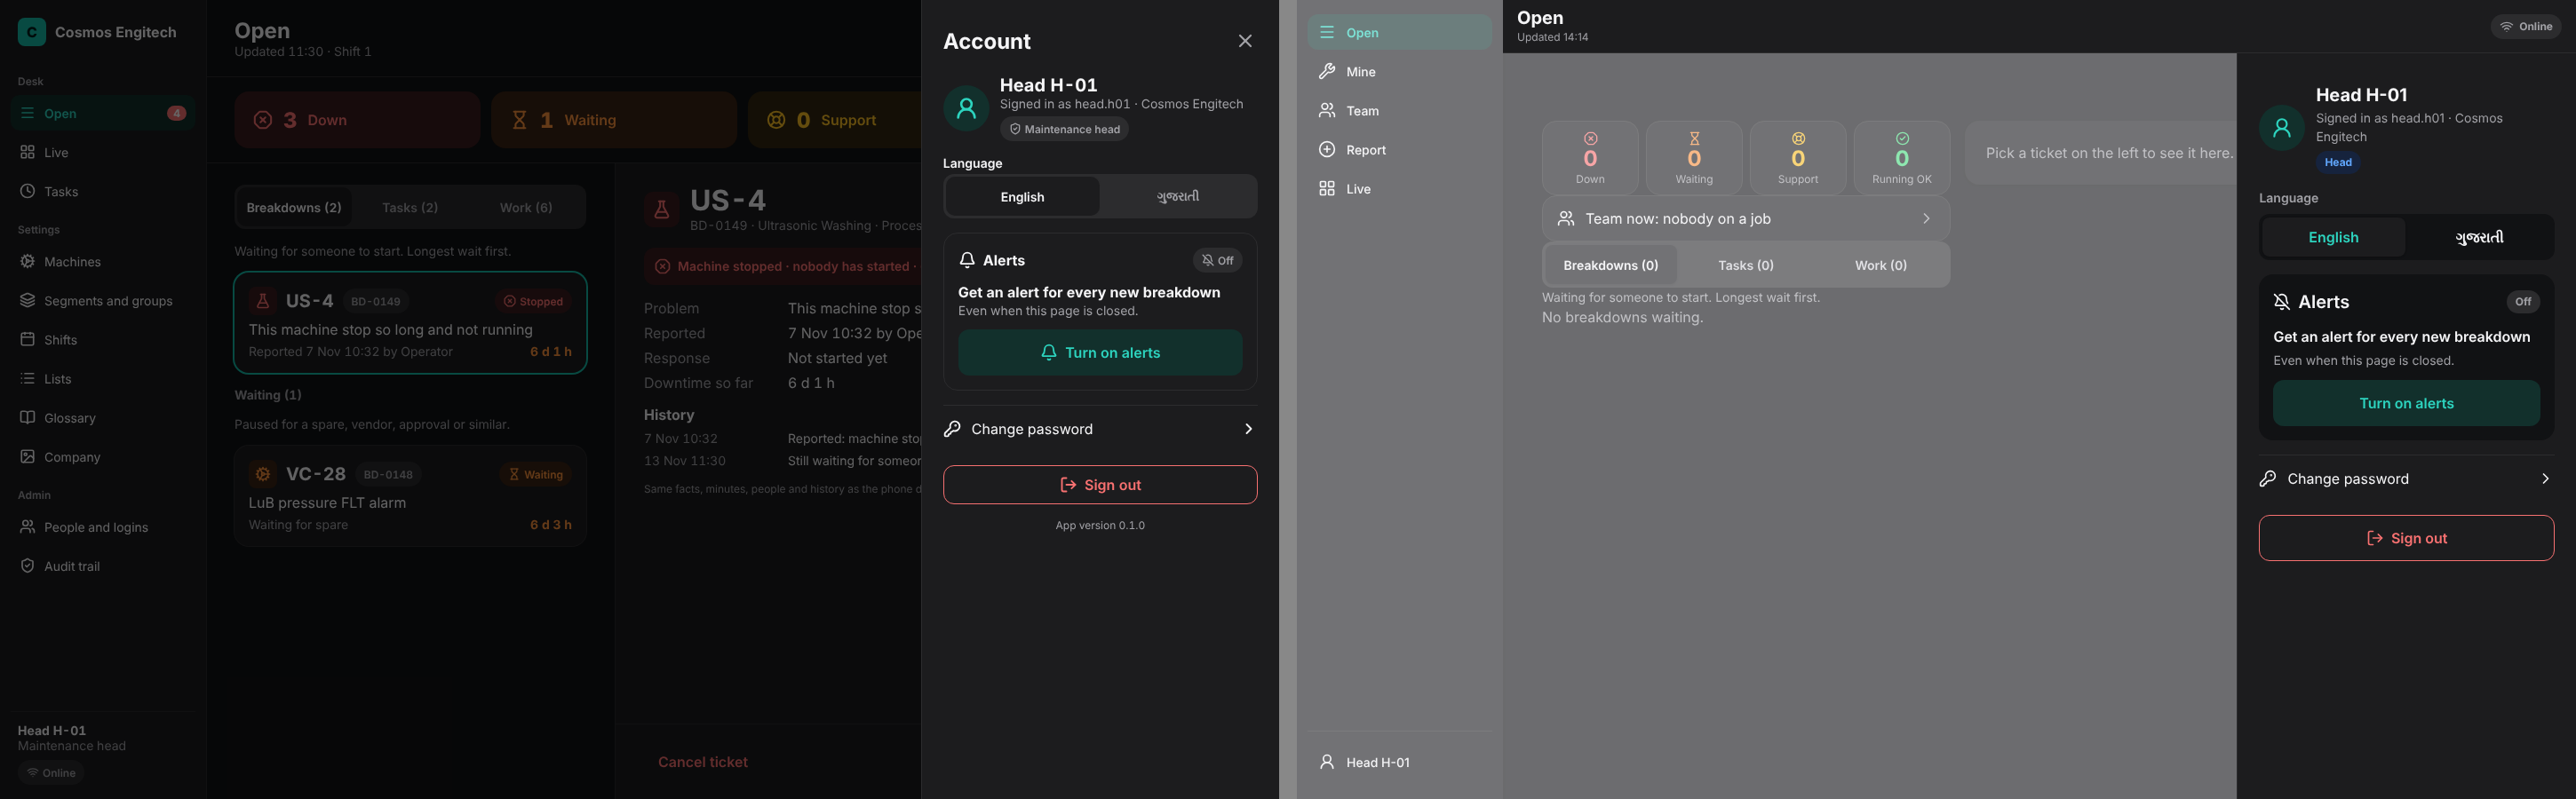 C Cosmos Engitech
Desk
Open 4
Live
Tasks
Settings
Machines
Segments and groups
Shifts
Lists
Glossary
Company
Admin
People and logins
Audit trail
Head H-01
Maintenance head
Online
Open
Updated 11:30 · Shift 1
3 Down
1 Waiting
0 Support
Breakdowns (2) Tasks (2) Work (6)
Waiting for someone to start. Longest wait first.
US-4 BD-0149 Stopped
This machine stop so long and not running
Reported 7 Nov 10:32 by Operator 6 d 1 h
Waiting (1)
Paused for a spare, vendor, approval or similar.
VC-28 BD-0148 Waiting
LuB pressure FLT alarm
Waiting for spare 6 d 3 h
US-4
BD-0149 · Ultrasonic Washing · Proces
Machine stopped · nobody has started ·
Problem This machine stop s
Reported 7 Nov 10:32 by Ope
Response Not started yet
Downtime so far 6 d 1 h
History
7 Nov 10:32 Reported: machine sto
13 Nov 11:30 Still waiting for someo
Same facts, minutes, people and history as the phone d
Cancel ticket
Account
Head H-01
Signed in as head.h01 · Cosmos Engitech
Maintenance head
Language
English ગુજરાતી
Alerts Off
Get an alert for every new breakdown
Even when this page is closed.
Turn on alerts
Change password
Sign out
App version 0.1.0
Open
Mine
Team
Report
Live
Head H-01
Open
Updated 14:14
Online
0 Down
0 Waiting
0 Support
0 Running OK
Team now: nobody on a job
Breakdowns (0) Tasks (0) Work (0)
Waiting for someone to start. Longest wait first.
No breakdowns waiting.
Pick a ticket on the left to see it here.
Head H-01
Signed in as head.h01 · Cosmos
Engitech
Head
Language
English ગુજરાતી
Alerts Off
Get an alert for every new breakdown
Even when this page is closed.
Turn on alerts
Change password
Sign out